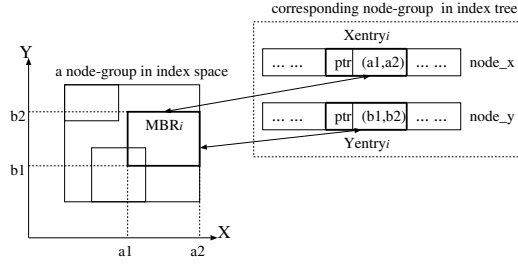 corresponding node-group in index tree
Y
a node-group in index space
Xentryi
... ... ptr (a1,a2) ... ... node_x
b2
MBRi
... ... ptr (b1,b2) ... ... node_y
Yentryi
b1
X
a1 a2